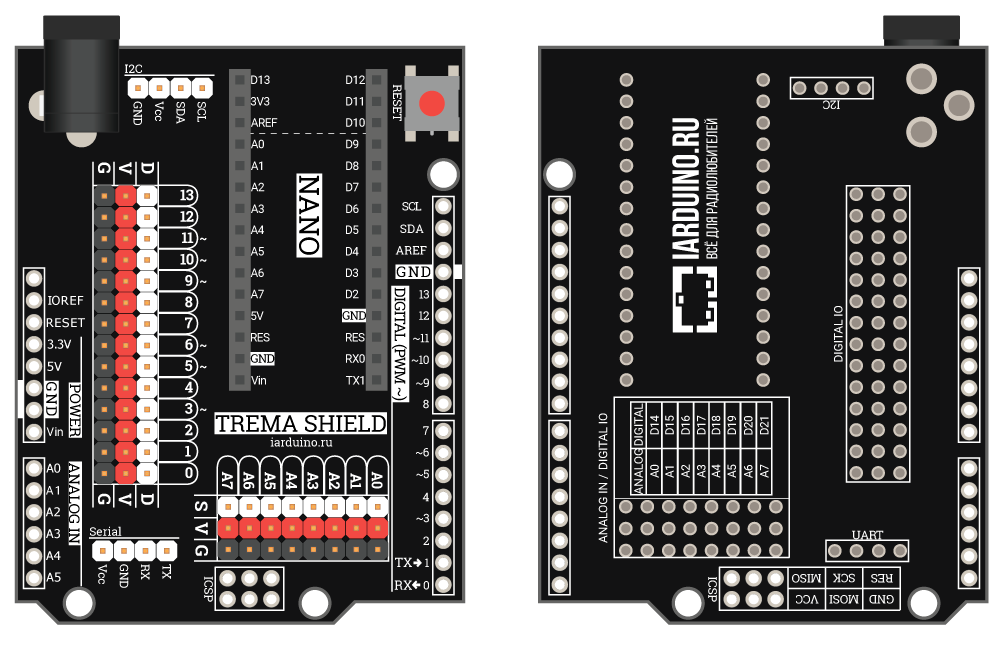 I2C
GND
Vcc
SDA
SCL
D13
3V3
AREF
A0
A1
A2
A3
A4
A5
A6
A7
5V
RES
GND
Vin
NANO
D12
D11
D10
D9
D8
D7
D6
D5
D4
D3
D2
GND
RES
RX0
TX1
RESET
G V D
13
12
11 ~
10 ~
9 ~
8
7
6 ~
5 ~
4
3 ~
2
1
0
G V D
IOREF
RESET
3.3V
5V
GND
Vin
POWER
A0
A1
A2
A3
A4
A5
ANALOG IN
Serial
Vcc
GND
RX
TX
SCL
SDA
AREF
GND
13
12
~11
~10
~9
8
7
~6
~5
4
~3
2
TX→1
RX←0
DIGITAL (PWM ~)
TREMA SHIELD
iarduino.ru
A7 A6 A5 A4 A3 A2 A1 A0
S
V
G
ICSP
I2C
IARDUINO.RU
ВСЁ ДЛЯ РАДИОЛЮБИТЕЛЕЙ
DIGITAL IO
ANALOG IN / DIGITAL IO
DIGITAL D14 D15 D16 D17 D18 D19 D20 D21
ANALOG A0 A1 A2 A3 A4 A5 A6 A7
UART
ICSP
MISO SCK RES
VCC MOSI GND